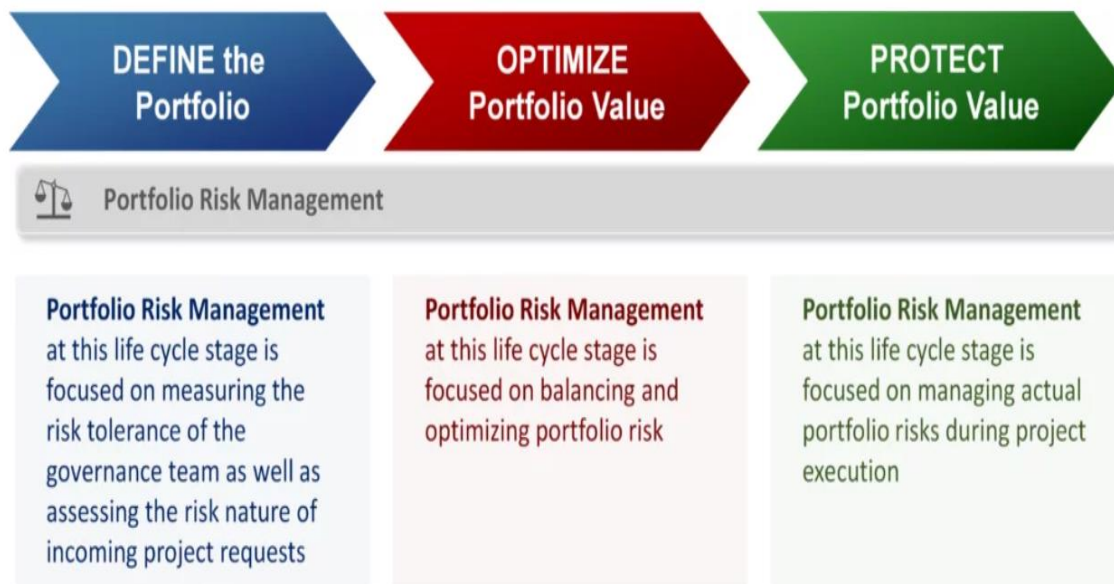 DEFINE the
Portfolio
OPTIMIZE
Portfolio Value
PROTECT
Portfolio Value
Portfolio Risk Management
Portfolio Risk Management
at this life cycle stage is
focused on measuring the
risk tolerance of the
governance team as well as
assessing the risk nature of
incoming project requests
Portfolio Risk Management
at this life cycle stage is
focused on balancing and
optimizing portfolio risk
Portfolio Risk Management
at this life cycle stage is
focused on managing actual
portfolio risks during project
execution